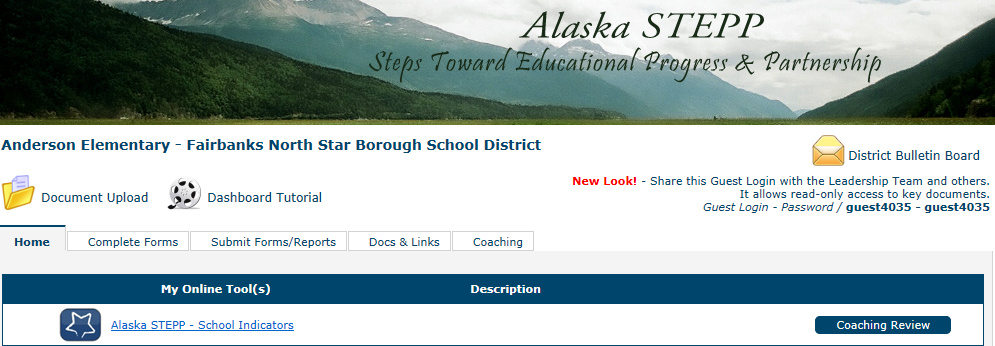 Alaska STEPP
Steps Toward Educational Progress & Partnership
Anderson Elementary - Fairbanks North Star Borough School District
District Bulletin Board
Document Upload
Dashboard Tutorial
New Look! - Share this Guest Login with the Leadership Team and others.
It allows read-only access to key documents.
Guest Login - Password / guest4035 - guest4035
Home
Complete Forms
Submit Forms/Reports
Docs & Links
Coaching
My Online Tool(s)
Description
Alaska STEPP - School Indicators
Coaching Review